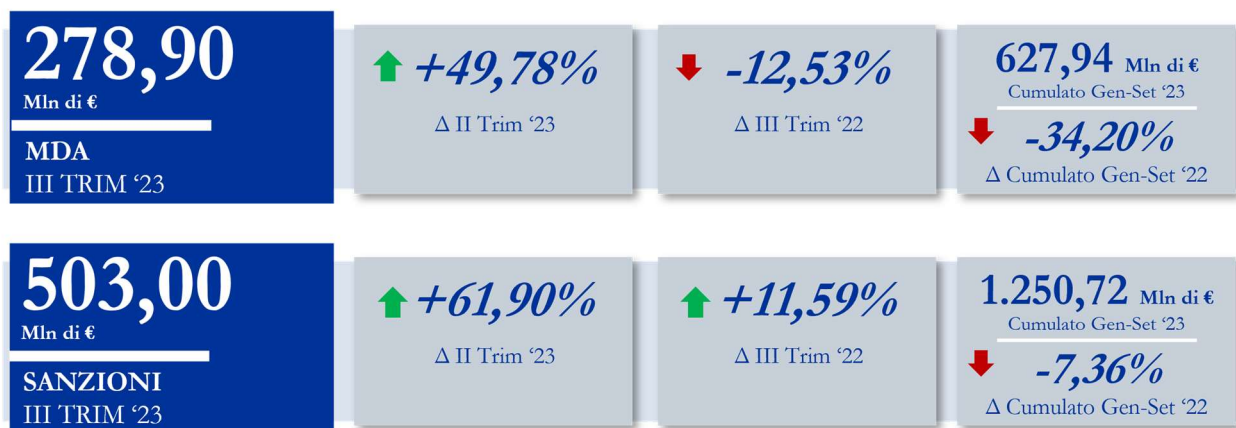 278,90
Mln di €
MDA
III TRIM ‘23
+49,78%
Δ II Trim ‘23
-12,53%
Δ III Trim ‘22
627,94 Mln di €
Cumulato Gen-Set ‘23
-34,20%
Δ Cumulato Gen-Set ‘22
503,00
Mln di €
SANZIONI
III TRIM ‘23
+61,90%
Δ II Trim ‘23
+11,59%
Δ III Trim ‘22
1.250,72 Mln di €
Cumulato Gen-Set ‘23
-7,36%
Δ Cumulato Gen-Set ‘22